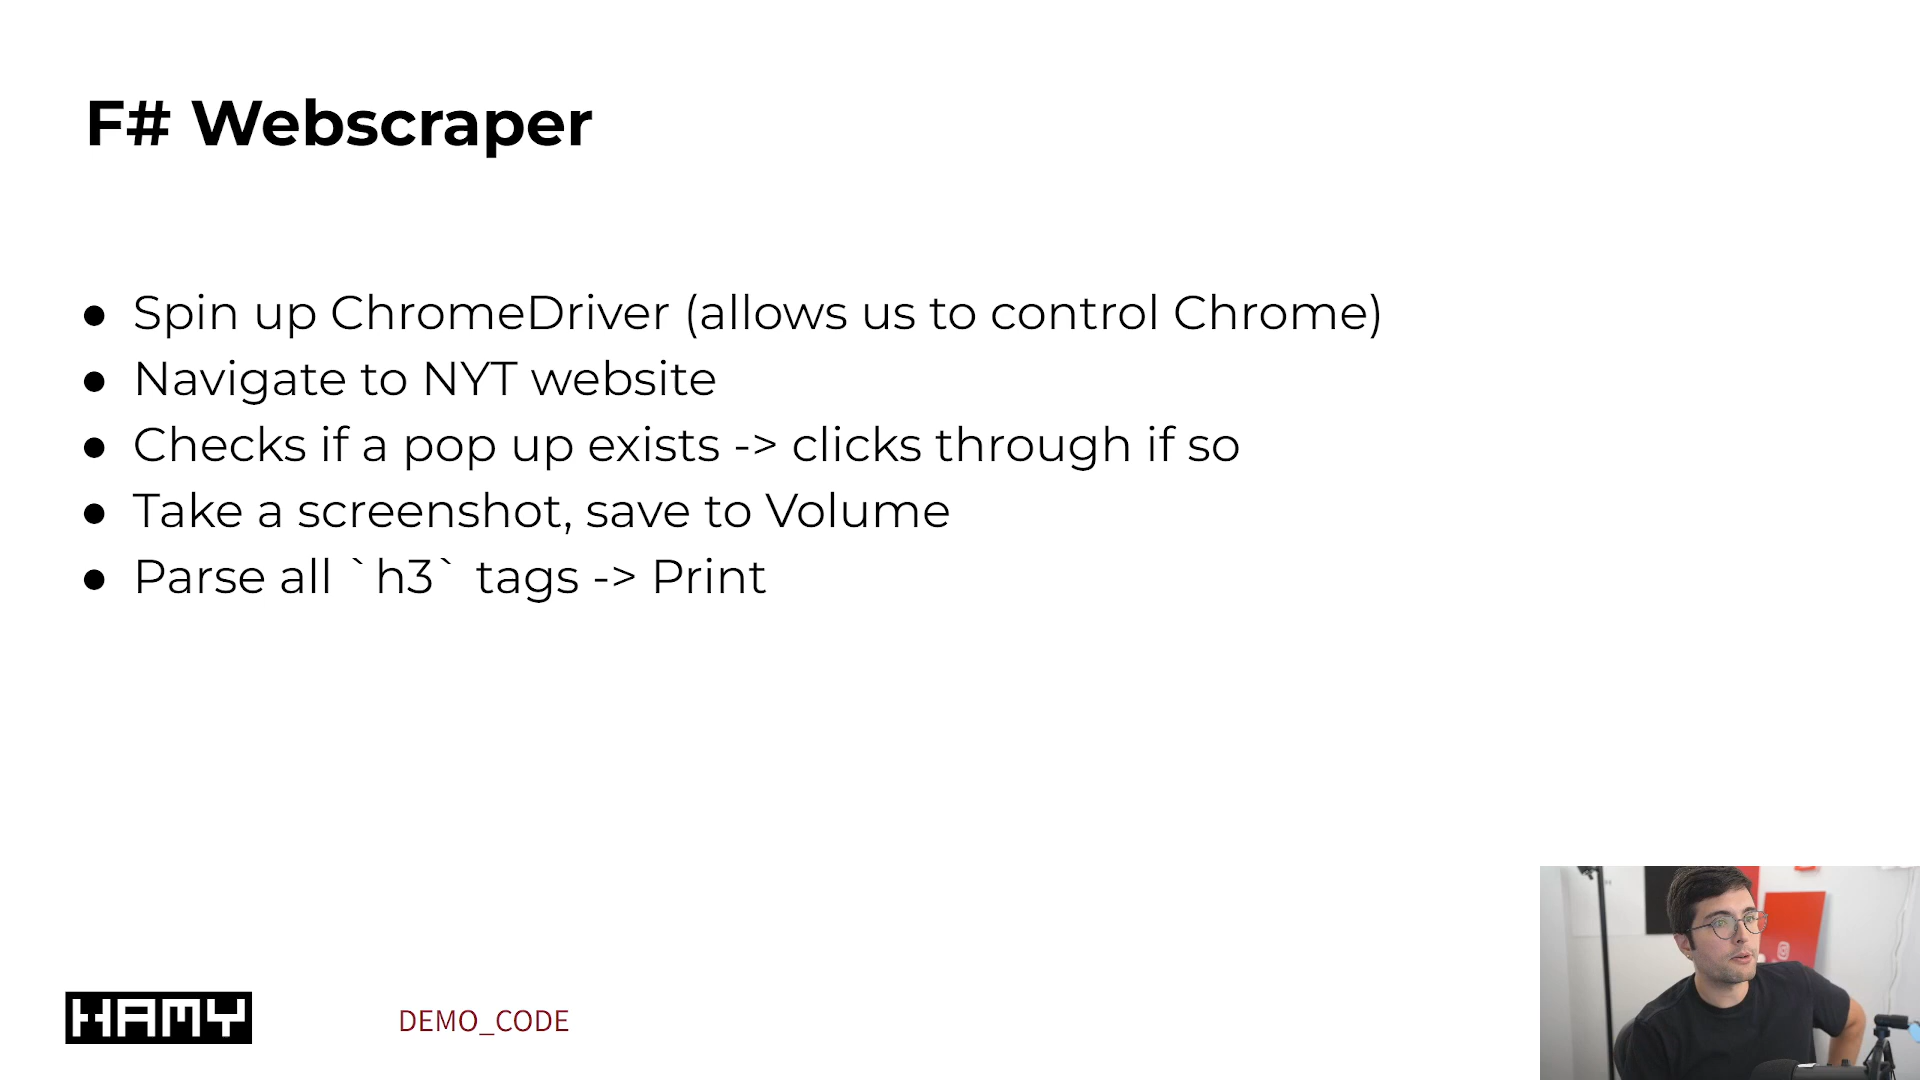 F# Webscraper
● Spin up ChromeDriver (allows us to control Chrome)
● Navigate to NYT website
● Checks if a pop up exists -> clicks through if so
● Take a screenshot, save to Volume
● Parse all `h3` tags -> Print
HAMY
DEMO_CODE